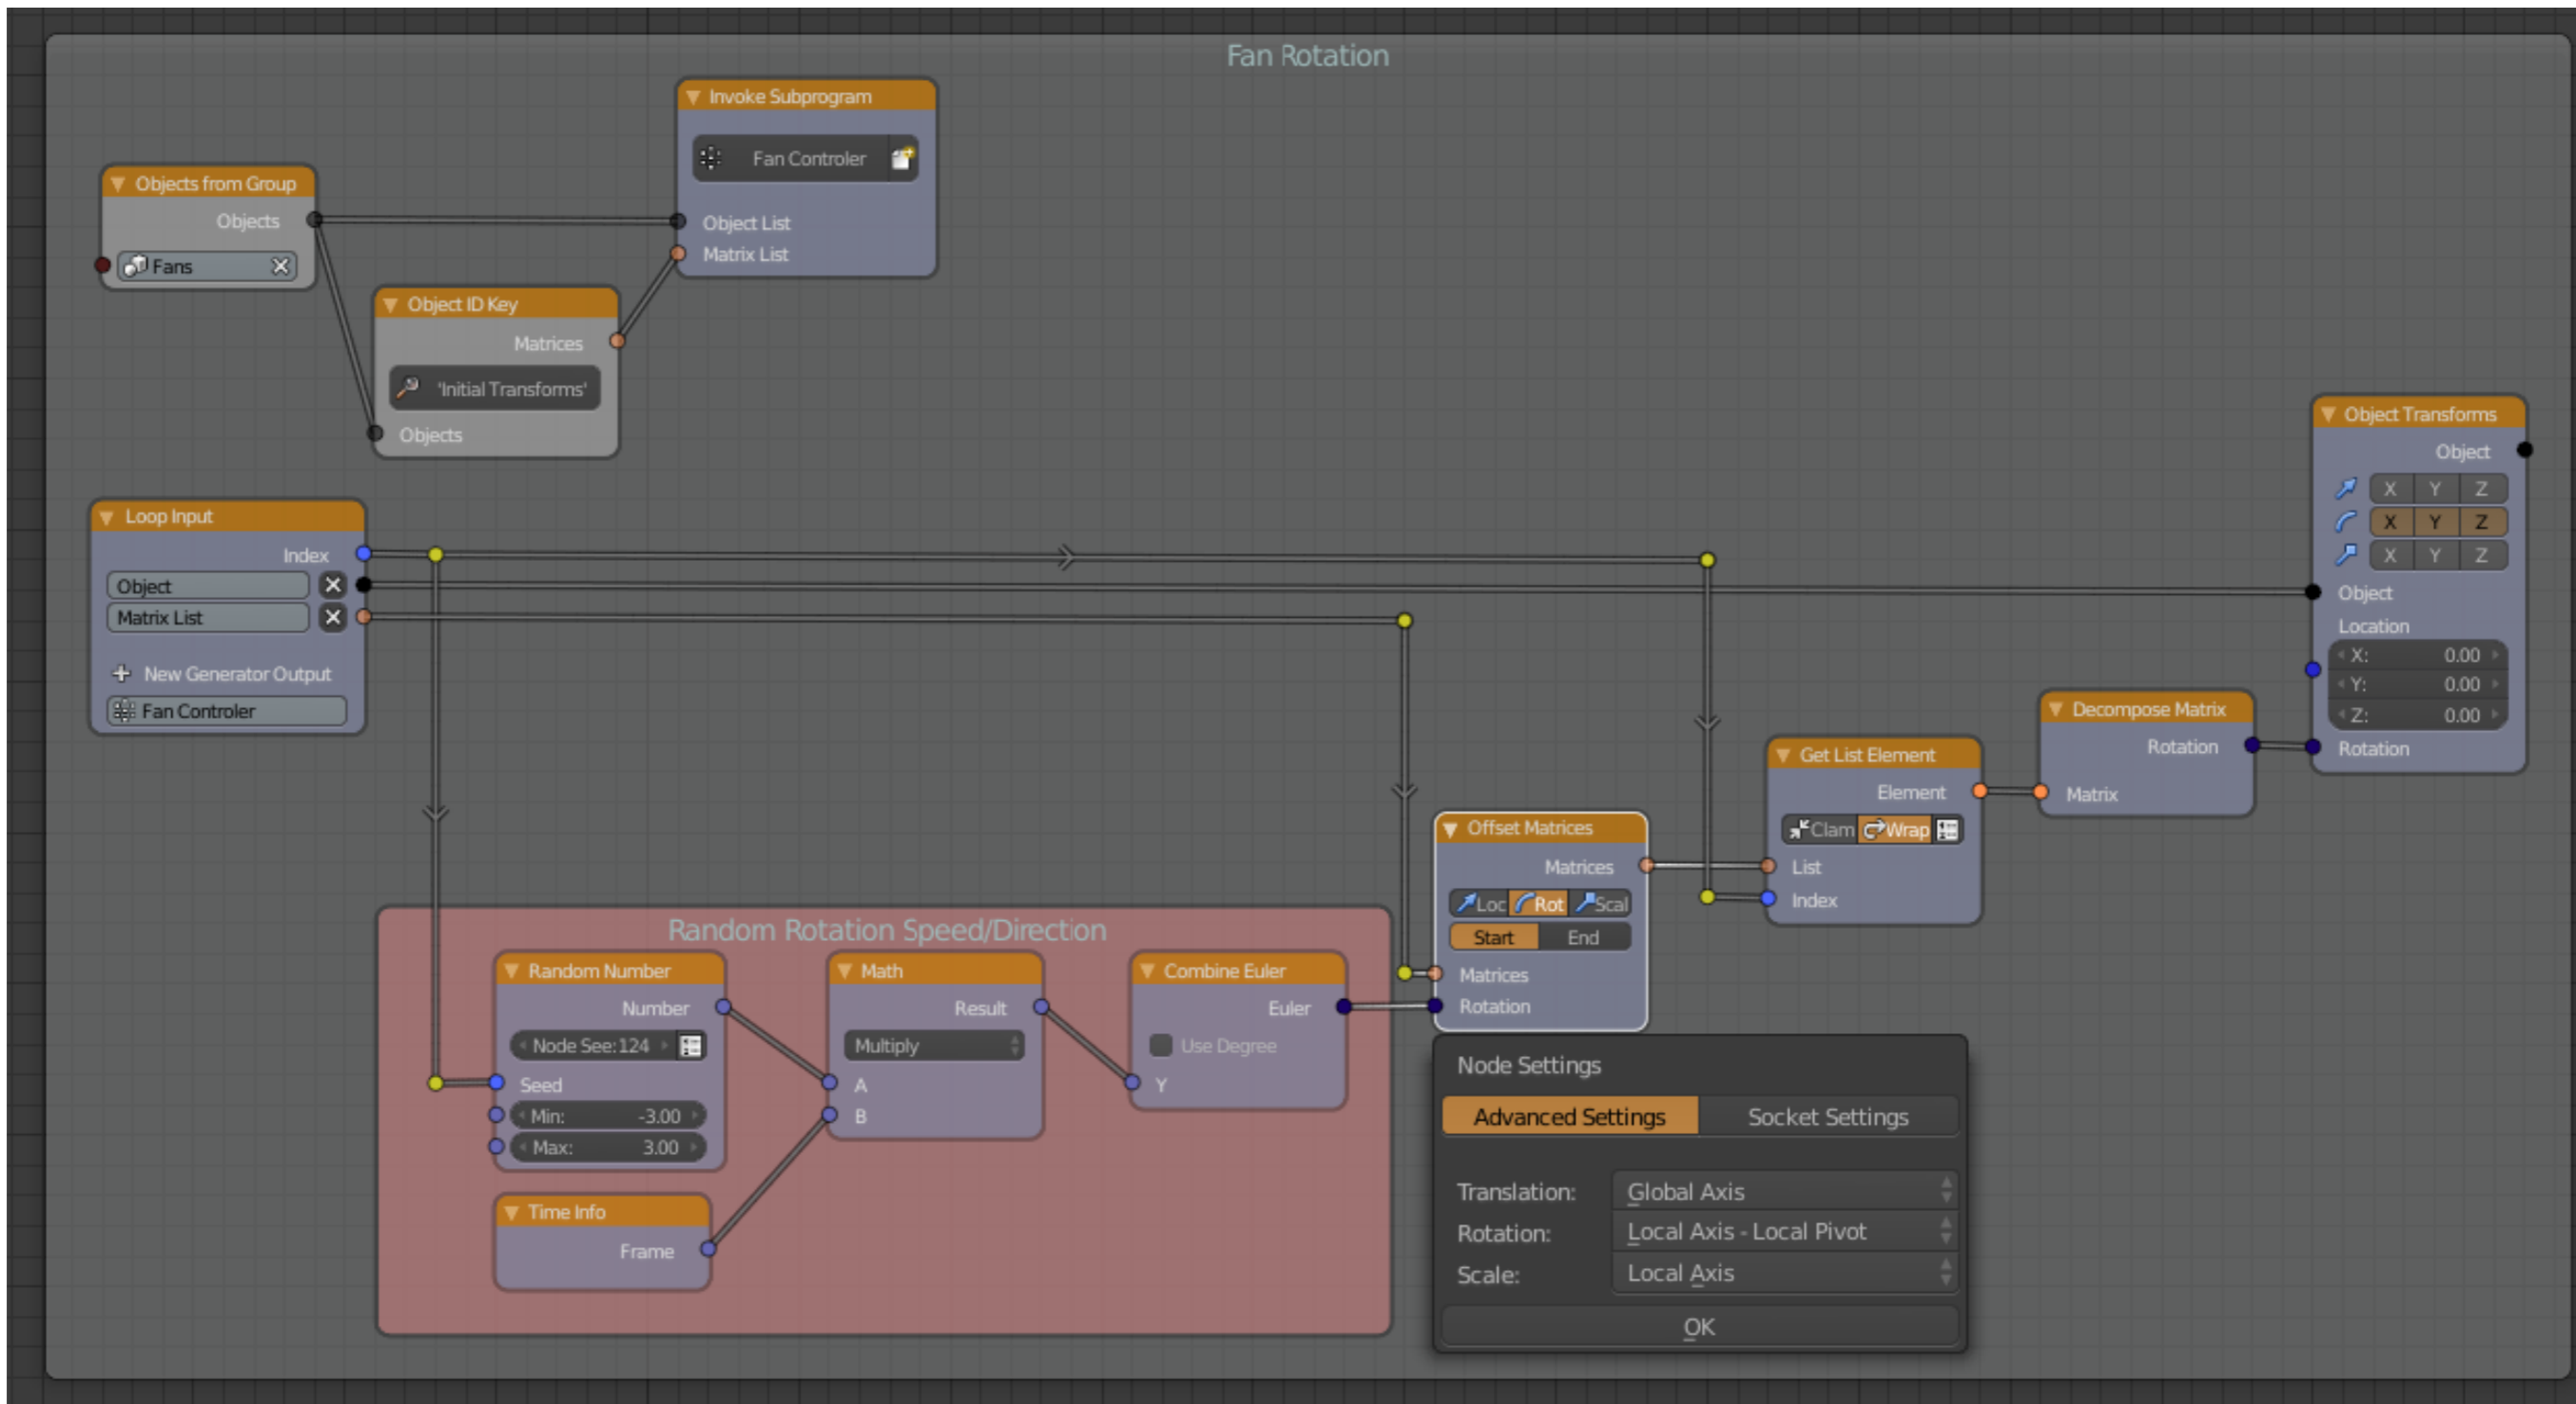 Fan Rotation
Invoke Subprogram
Fan Controler
Object List
Matrix List
Objects from Group
Objects
Fans
Object ID Key
Matrices
'Initial Transforms'
Objects
Loop Input
Index
Object
Matrix List
New Generator Output
Fan Controler
Random Rotation Speed/Direction
Random Number
Number
Node See: 124
Seed
Min: -3.00
Max: 3.00
Time Info
Frame
Math
Result
Multiply
A
B
Combine Euler
Euler
Use Degree
Y
Offset Matrices
Matrices
Loc Rot Scal
Start End
Matrices
Rotation
Node Settings
Advanced Settings Socket Settings
Translation: Global Axis
Rotation: Local Axis - Local Pivot
Scale: Local Axis
OK
Get List Element
Element
Clam Wrap
List
Index
Decompose Matrix
Rotation
Matrix
Object Transforms
Object
X Y Z
X Y Z
X Y Z
Object
Location
X: 0.00
Y: 0.00
Z: 0.00
Rotation